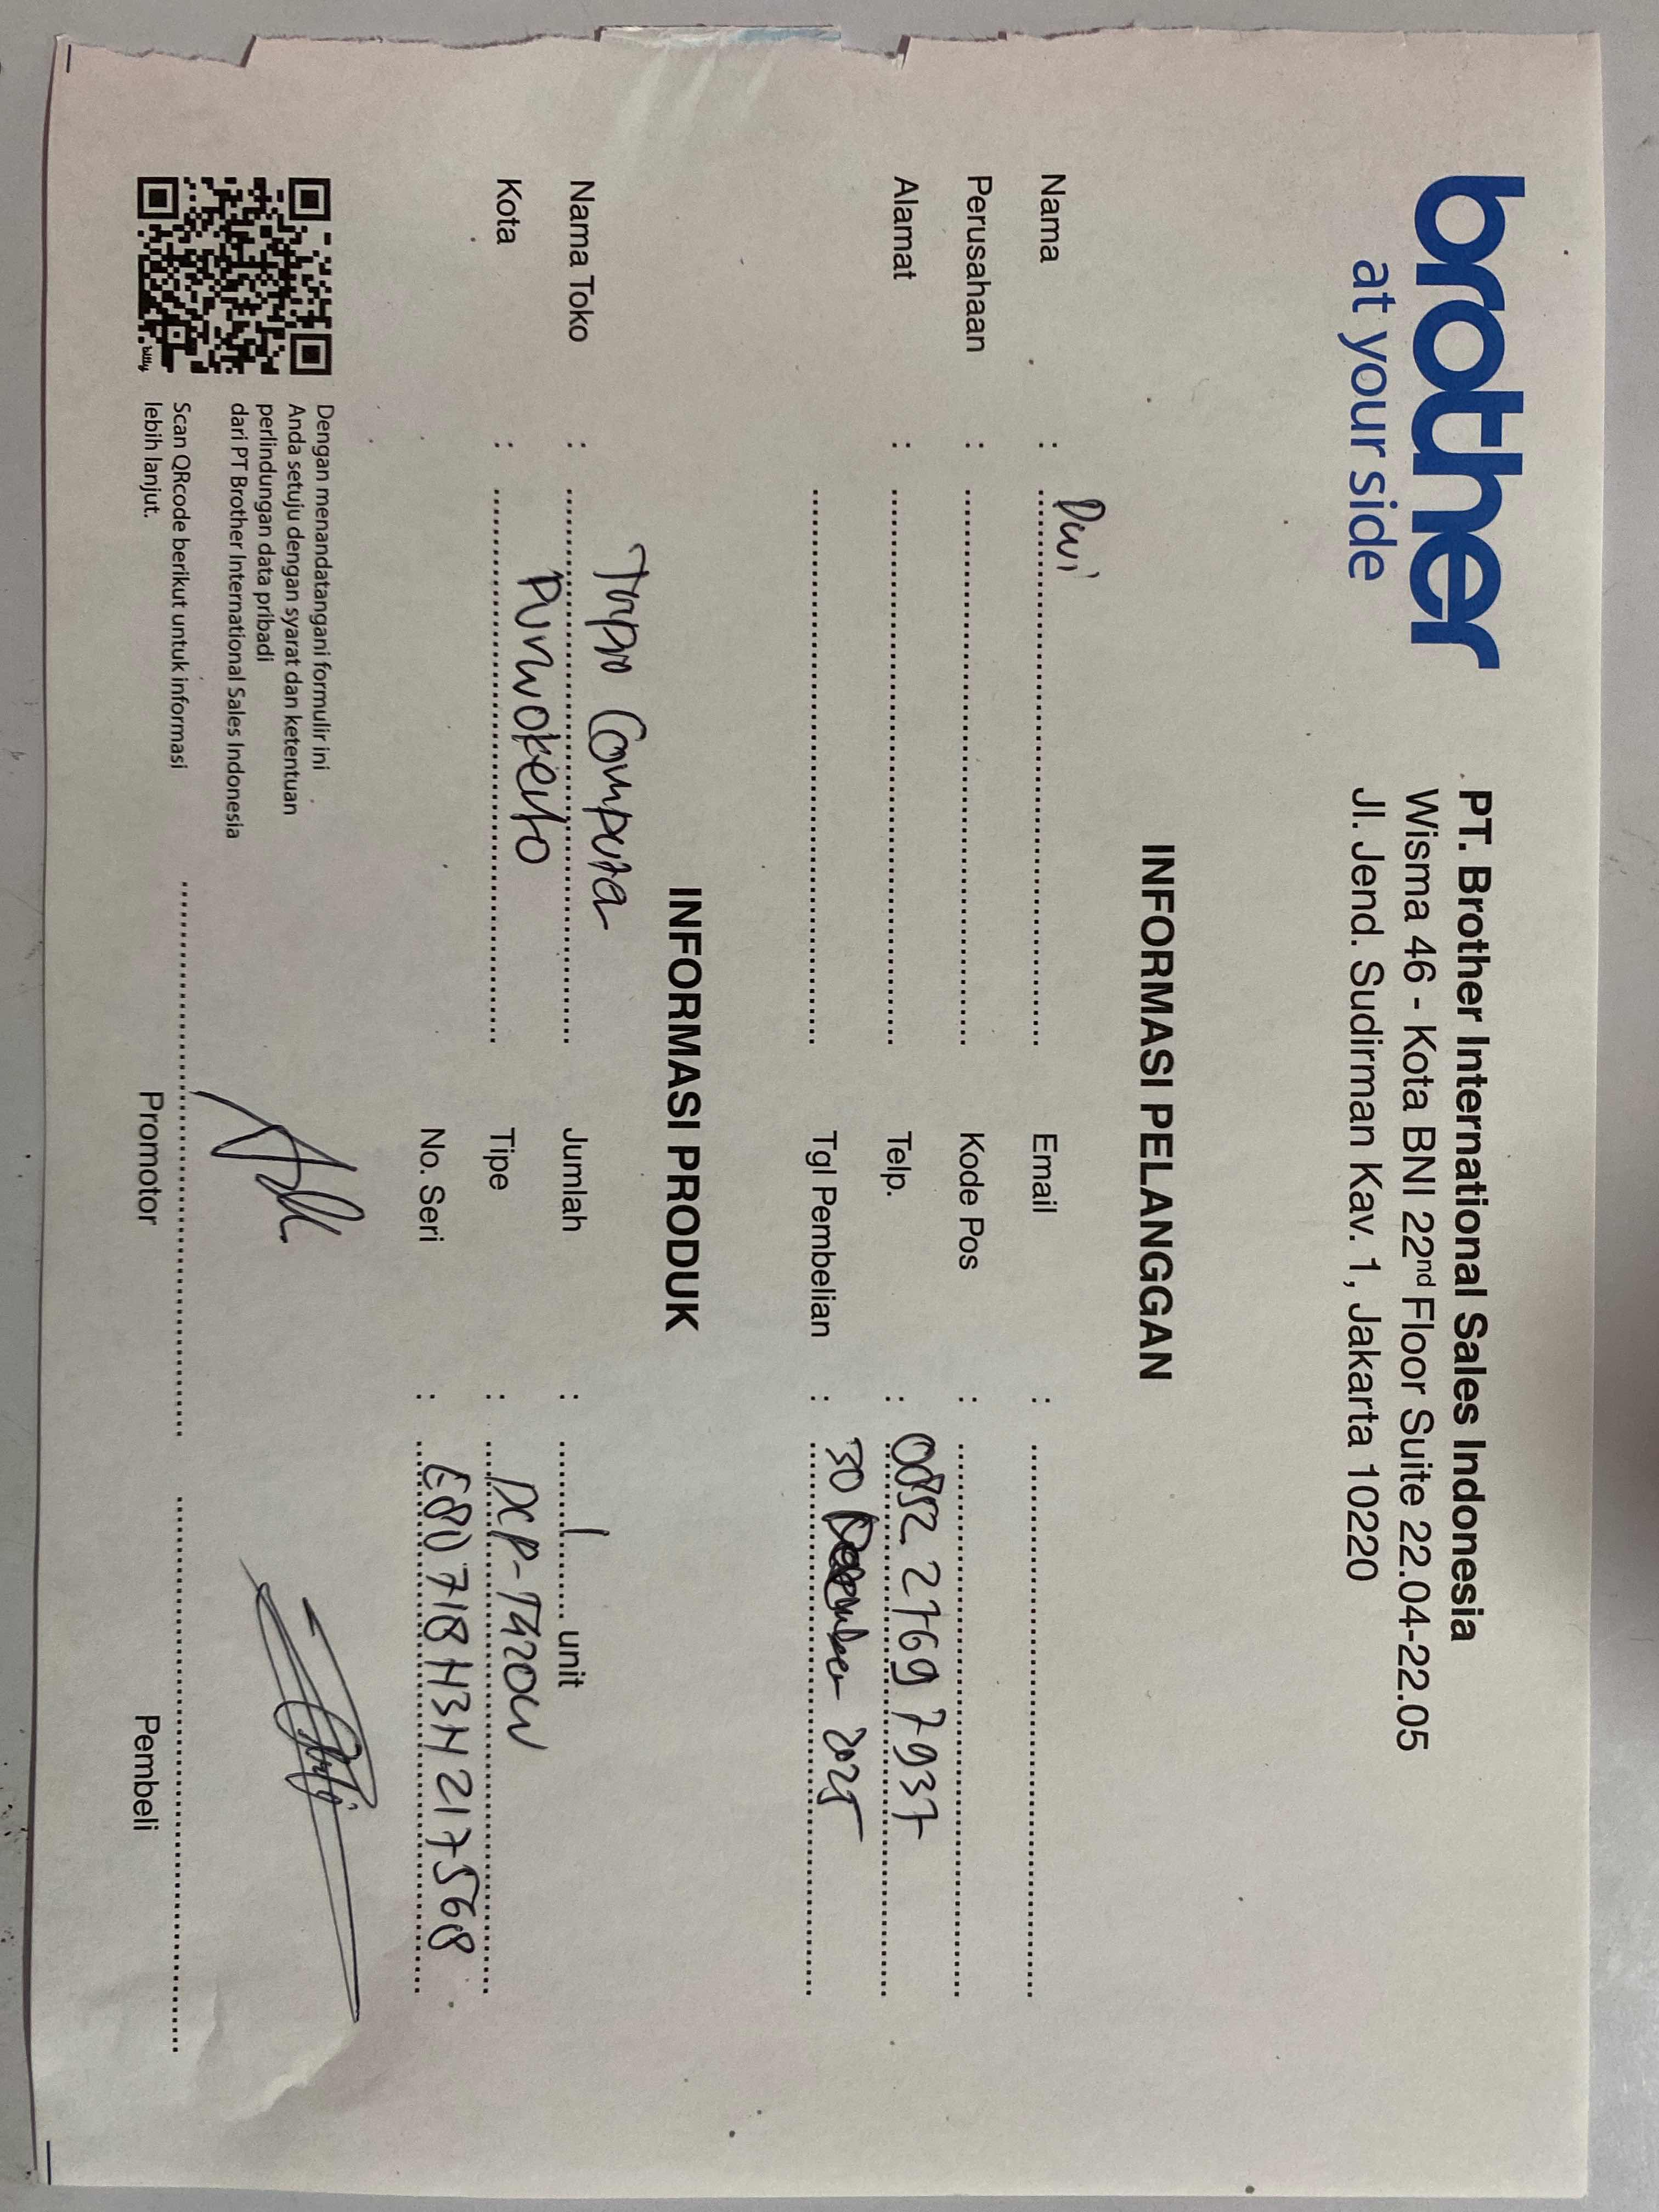 brother
at your side
PT. Brother International Sales Indonesia
Wisma 46 - Kota BNI 22nd Floor Suite 22.04-22.05
Jl. Jend. Sudirman Kav. 1, Jakarta 10220
INFORMASI PELANGGAN
Nama : Dwi Email :
Perusahaan : Kode Pos :
Alamat : Telp. : 0852 2769 7937
Tgl Pembelian : 30 Desember 2025
INFORMASI PRODUK
Nama Toko : Computer Jumlah : 1 unit
Kota : Purwokerto Tipe : DCP-T420W
No. Seri : E80718H3N217568
Dengan menandatangani formulir ini
Anda setuju dengan syarat dan ketentuan
perlindungan data pribadi
dari PT Brother International Sales Indonesia
Scan QRcode berikut untuk informasi
lebih lanjut.
bitly
Promotor Pembeli